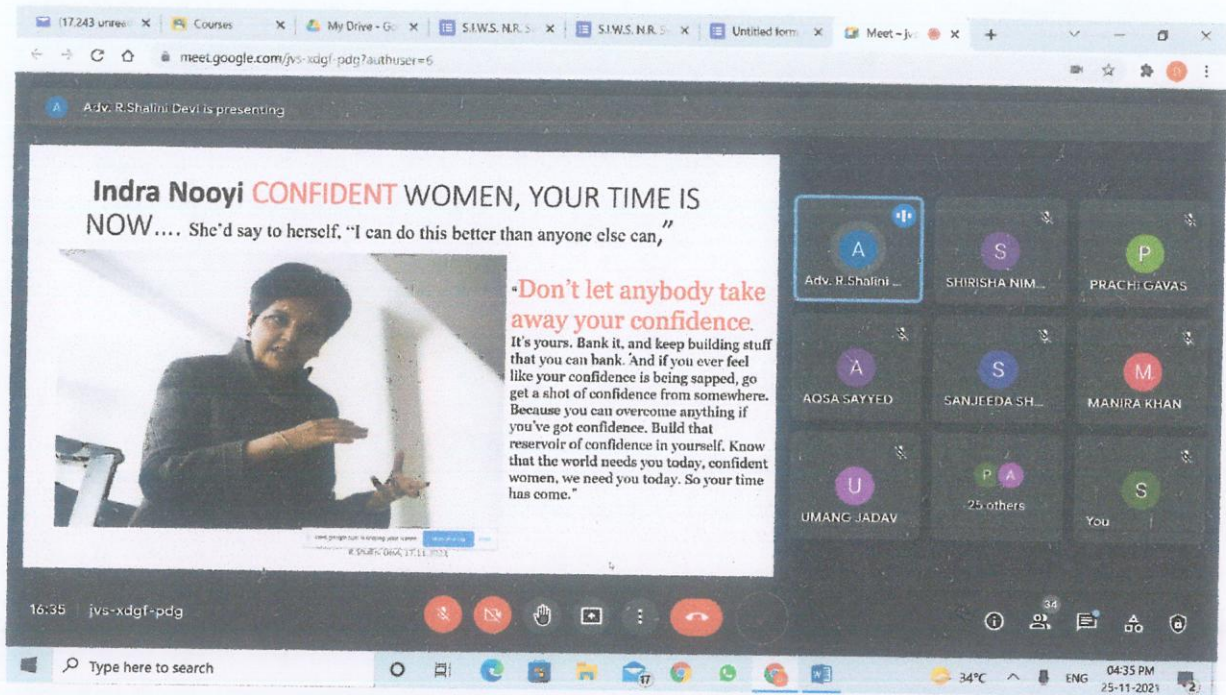 (17,243 unrea
Courses
My Drive - Go
S.I.W.S. N.R. S
S.I.W.S. N.R. S
Untitled form
Meet – jv
meet.google.com/jvs-xdgf-pdg?authuser=6
A Adv. R.Shalini Devi is presenting
Indra Nooyi CONFIDENT WOMEN, YOUR TIME IS
NOW.... She'd say to herself, "I can do this better than anyone else can,"
"Don't let anybody take
away your confidence.
It's yours. Bank it, and keep building stuff
that you can bank. And if you ever feel
like your confidence is being sapped, go
get a shot of confidence from somewhere.
Because you can overcome anything if
you've got confidence. Build that
reservoir of confidence in yourself. Know
that the world needs you today, confident
women, we need you today. So your time
has come."
A
Adv. R.Shalini ...
S
SHIRISHA NIM...
P
PRACHI GAVAS
A
AQSA SAYYED
S
SANJEEDA SH...
M
MANIRA KHAN
U
UMANG JADAV
P A
25 others
S
You
16:35 jvs-xdgf-pdg
34
Type here to search
17
34°C
ENG
04:35 PM
25-11-2021
2